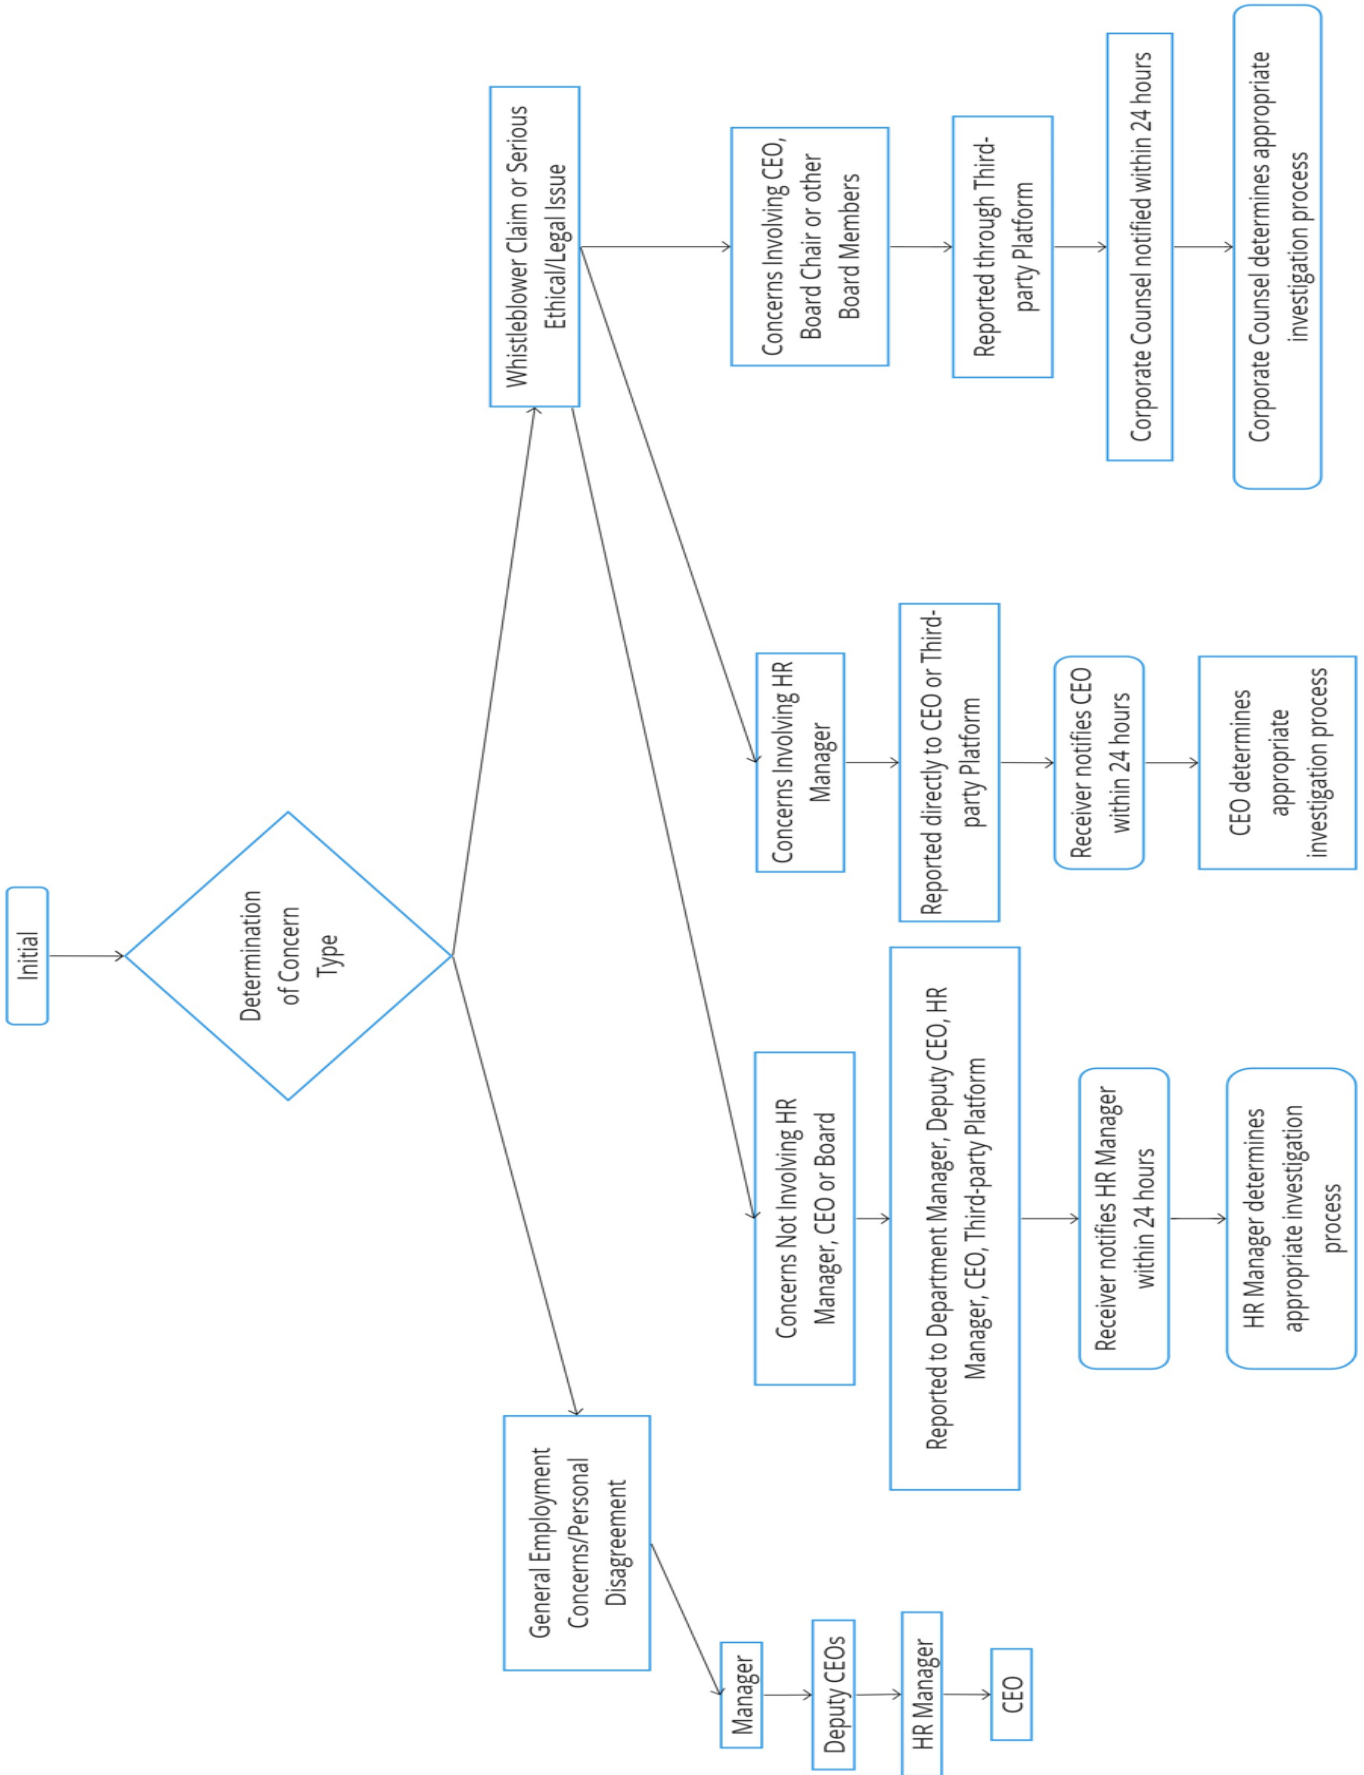 Initial
Determination
of Concern
Type
General Employment
Concerns/Personal
Disagreement
Whistleblower Claim or Serious
Ethical/Legal Issue
Manager
Deputy CEOs
HR Manager
CEO
Concerns Not Involving HR
Manager, CEO or Board
Reported to Department Manager, Deputy CEO, HR
Manager, CEO, Third-party Platform
Receiver notifies HR Manager
within 24 hours
HR Manager determines
appropriate investigation
process
Concerns Involving HR
Manager
Reported directly to CEO or Third-
party Platform
Receiver notifies CEO
within 24 hours
CEO determines
appropriate
investigation process
Concerns Involving CEO,
Board Chair or other
Board Members
Reported through Third-
party Platform
Corporate Counsel notified within 24 hours
Corporate Counsel determines appropriate
investigation process